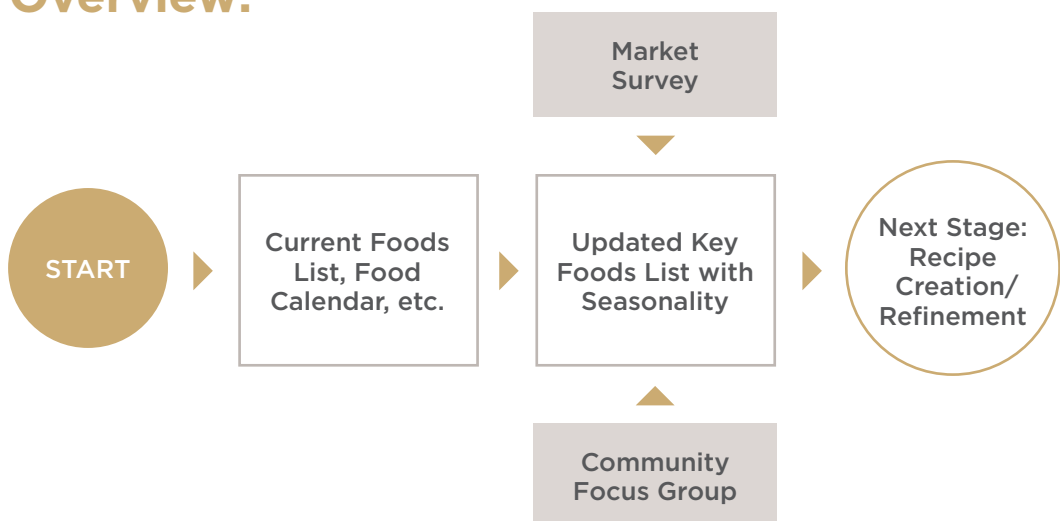 Overview:
Market
Survey
START
Current Foods
List, Food
Calendar, etc.
Updated Key
Foods List with
Seasonality
Next Stage:
Recipe
Creation/
Refinement
Community
Focus Group